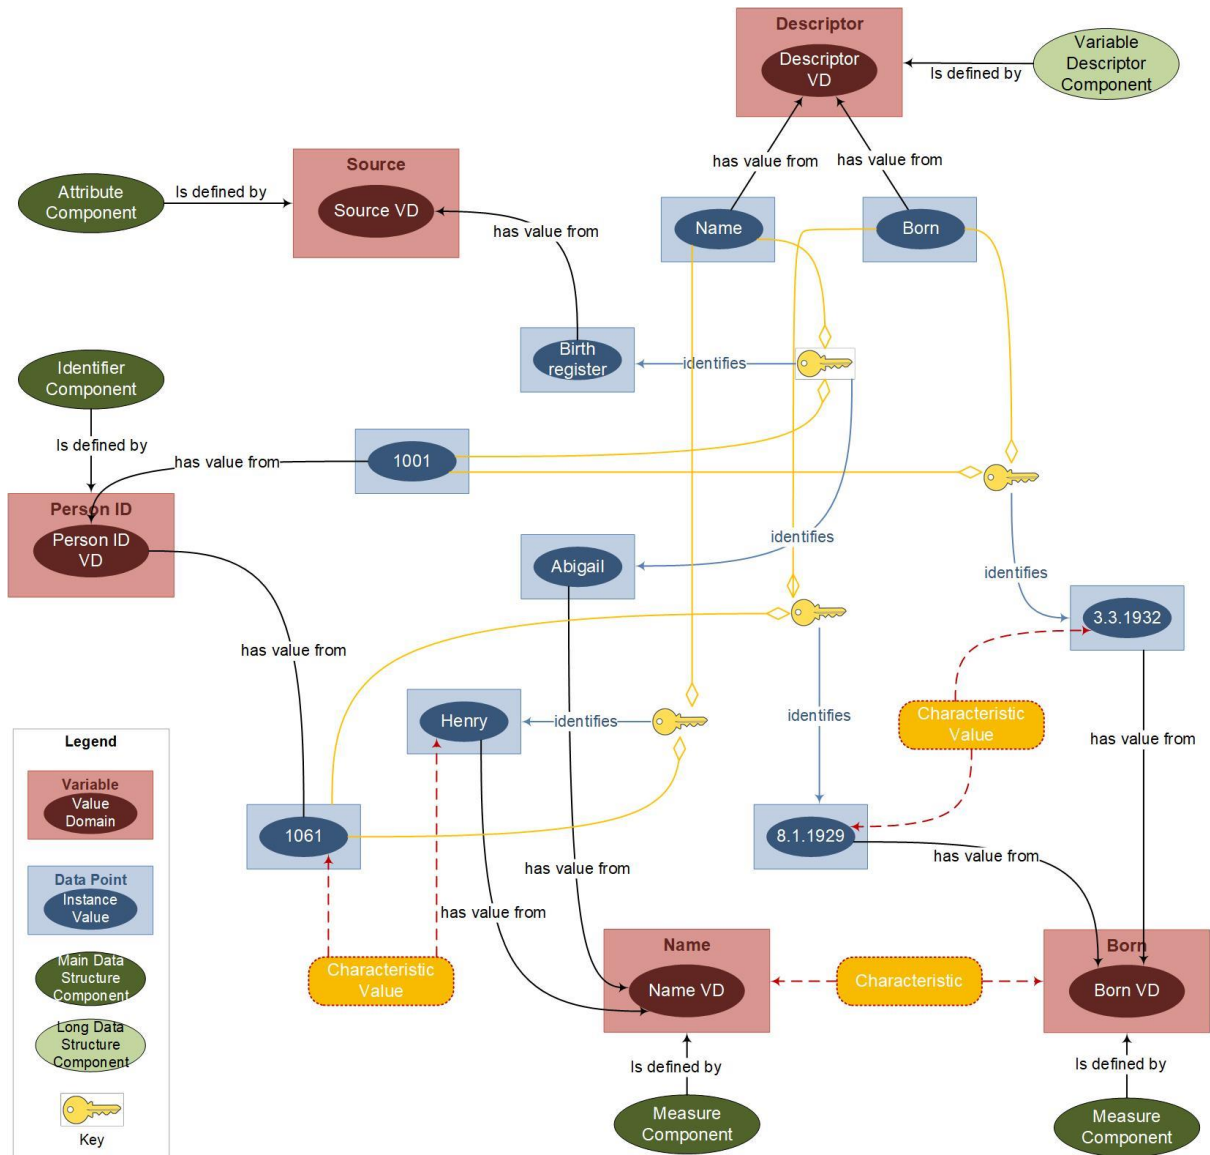 Descriptor
Descriptor
VD
Is defined by
Variable
Descriptor
Component
has value from
has value from
Source
Source VD
Attribute
Component
Is defined by
has value from
Name
Born
Birth
register
identifies
Identifier
Component
Is defined by
has value from
1001
Person ID
Person ID
VD
identifies
Abigail
identifies
3.3.1932
has value from
Henry
identifies
identifies
Characteristic
Value
has value from
Legend
Variable
Value
Domain
Data Point
Instance
Value
Main Data
Structure
Component
Long Data
Structure
Component
Key
1061
8.1.1929
has value from
has value from
has value from
Characteristic
Value
Name
Name VD
Characteristic
Born
Born VD
Is defined by
Is defined by
Measure
Component
Measure
Component